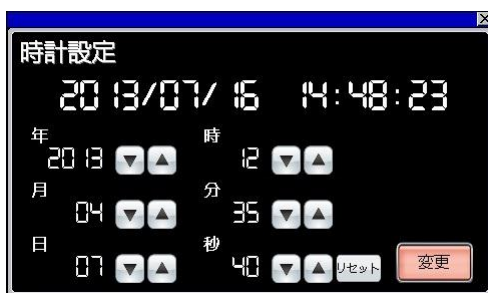 時計設定
2013/07/16 14:48:23
年 時
2013 ▼ ▲ 12 ▼ ▲
月 分
04 ▼ ▲ 35 ▼ ▲
日 秒
07 ▼ ▲ 40 ▼ ▲ リセット 変更